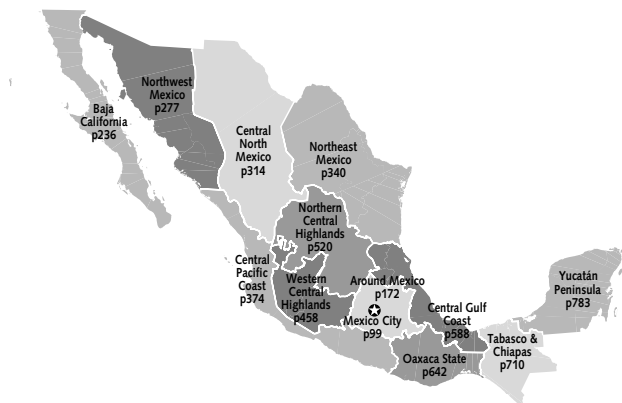 Baja
California
p236
Northwest
Mexico
p277
Central
North
Mexico
p314
Northeast
Mexico
p340
Northern
Central
Highlands
p520
Central
Pacific
Coast
p374
Western
Central
Highlands
p458
Around Mexico
p172
Mexico City
p99
Central Gulf
Coast
p588
Oaxaca State
p642
Tabasco &
Chiapas
p710
Yucatán
Peninsula
p783